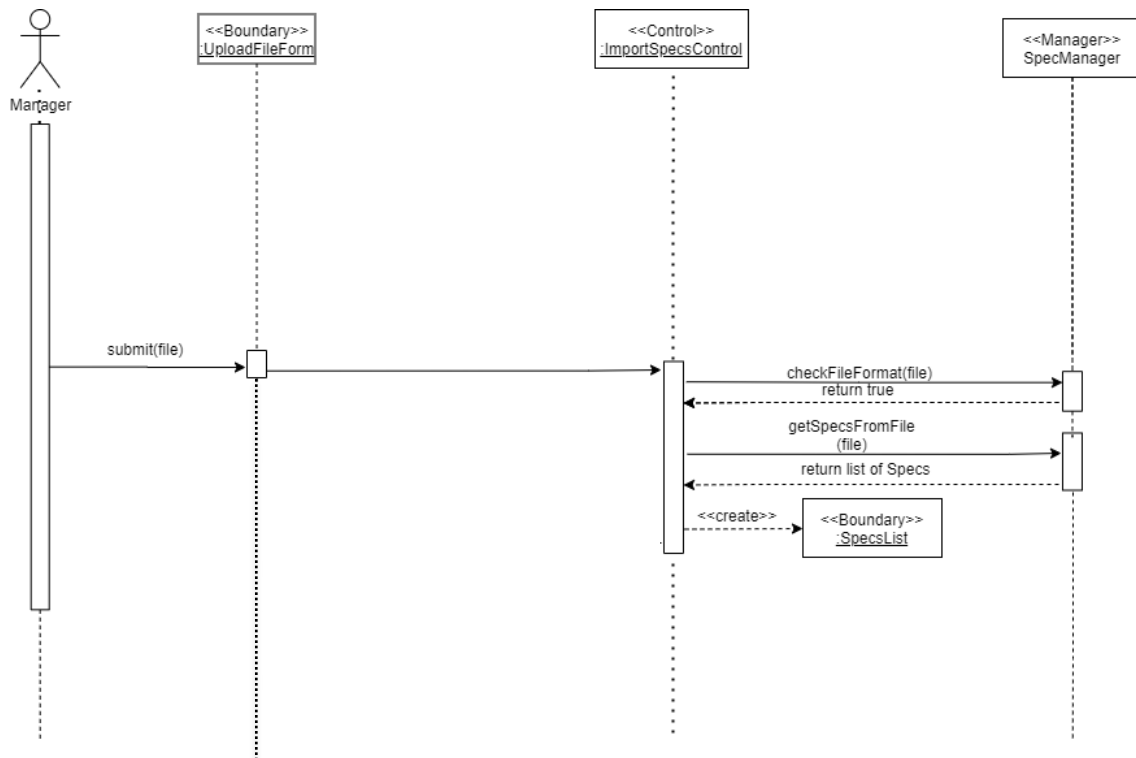 <<Boundary>>
:UploadFileForm
<<Control>>
:ImportSpecsControl
<<Manager>>
SpecManager
Manager
submit(file)
checkFileFormat(file)
return true
getSpecsFromFile
(file)
return list of Specs
<<create>>
<<Boundary>>
:SpecsList